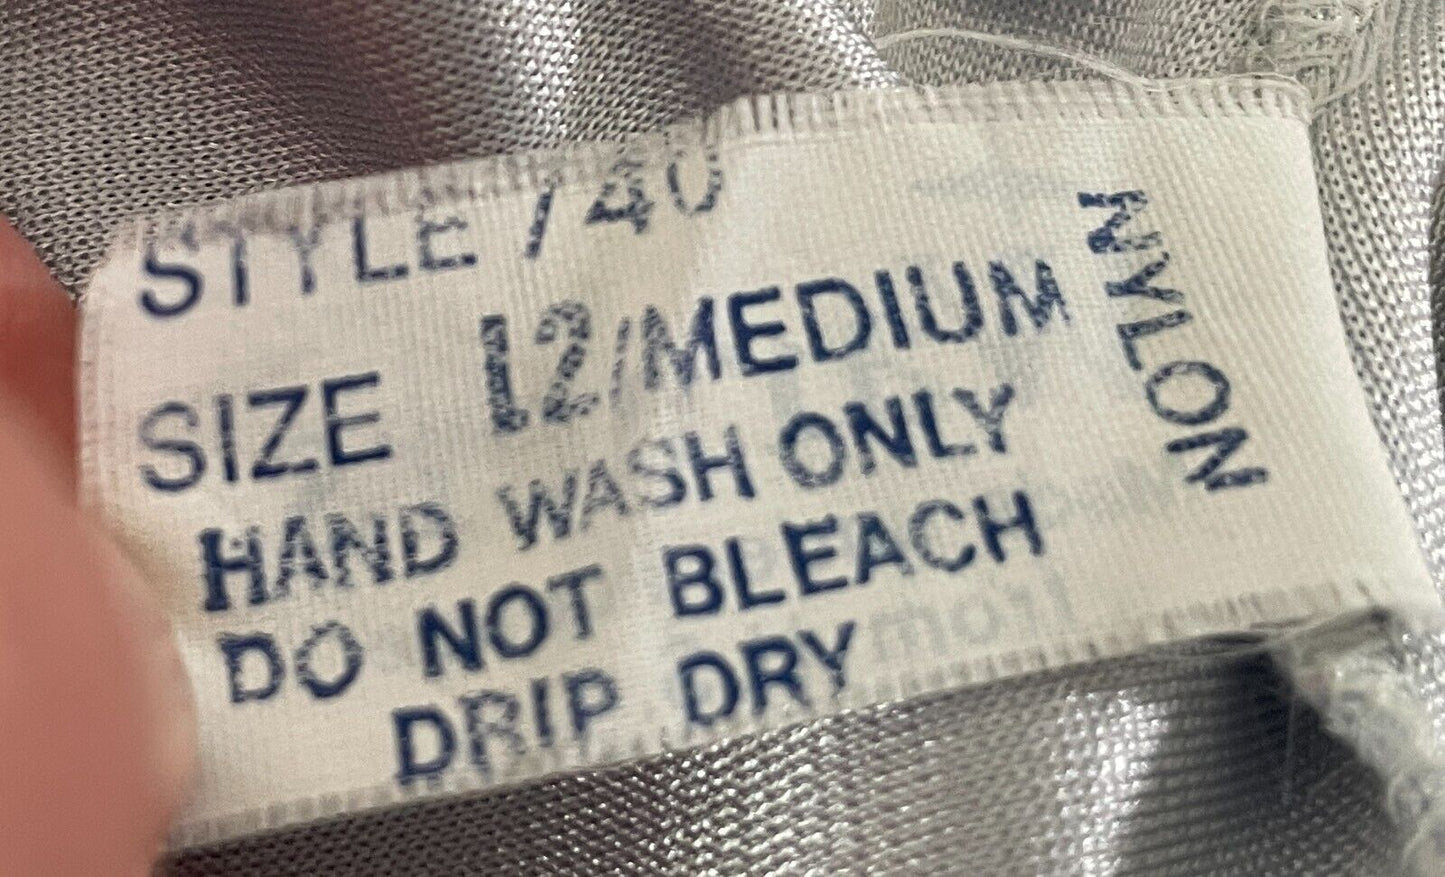 STYLE 740
SIZE 12/MEDIUM
HAND WASH ONLY
DO NOT BLEACH
DRIP DRY
NYLON